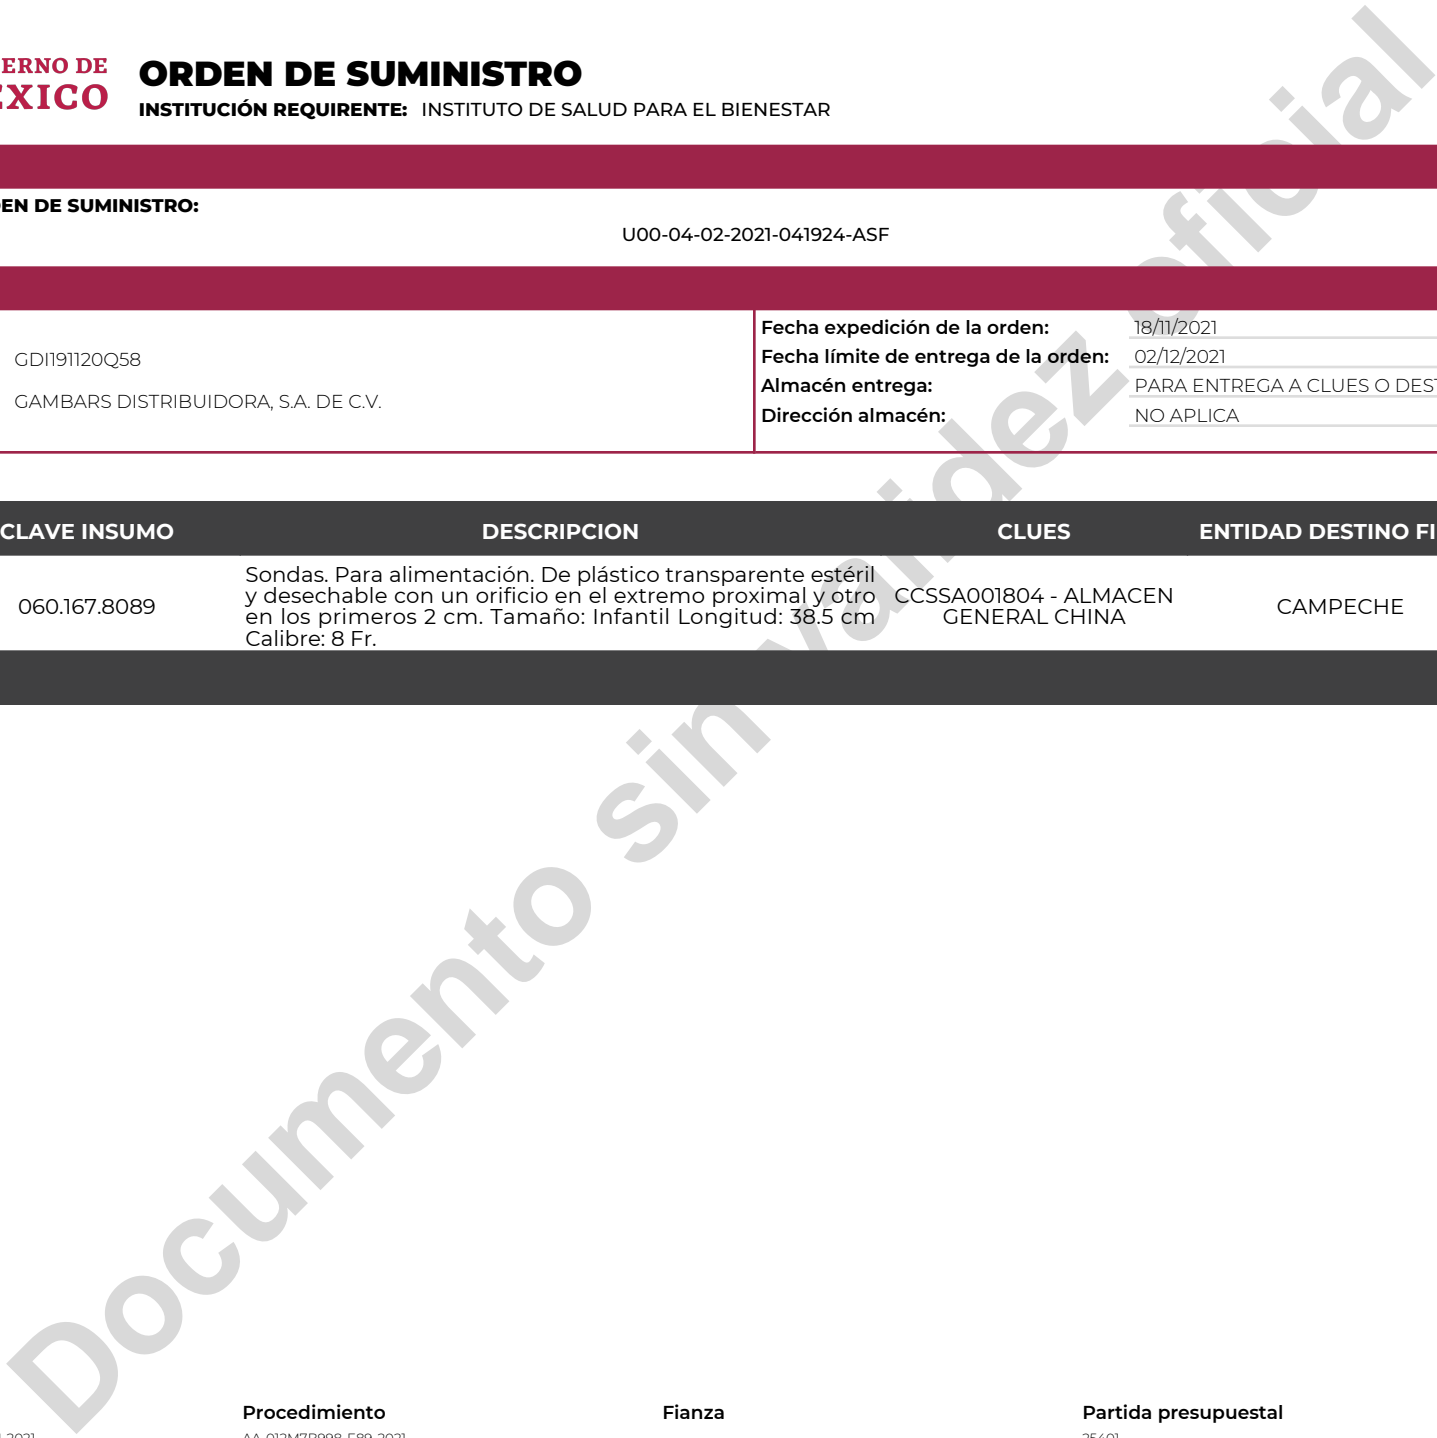 ERNO DE
ORDEN DE SUMINISTRO
INSTITUCIÓN REQUIRENTE: INSTITUTO DE SALUD PARA EL BIENESTAR
EN DE SUMINISTRO:
U00-04-02-2021-041924-ASF
GDI191120Q58
GAMBARS DISTRIBUIDORA, S.A. DE C.V.
Fecha expedición de la orden: 18/11/2021
Fecha límite de entrega de la orden: 02/12/2021
Almacén entrega: PARA ENTREGA A CLUES O DEST
Dirección almacén: NO APLICA
CLAVE INSUMO DESCRIPCION CLUES ENTIDAD DESTINO FI
060.167.8089
Sondas. Para alimentación. De plástico transparente estéril
y desechable con un orificio en el extremo proximal y otro
en los primeros 2 cm. Tamaño: Infantil Longitud: 38.5 cm
Calibre: 8 Fr.
CCSSA001804 - ALMACEN
GENERAL CHINA
CAMPECHE
Documento sin validez oficial
Procedimiento Fianza Partida presupuestal